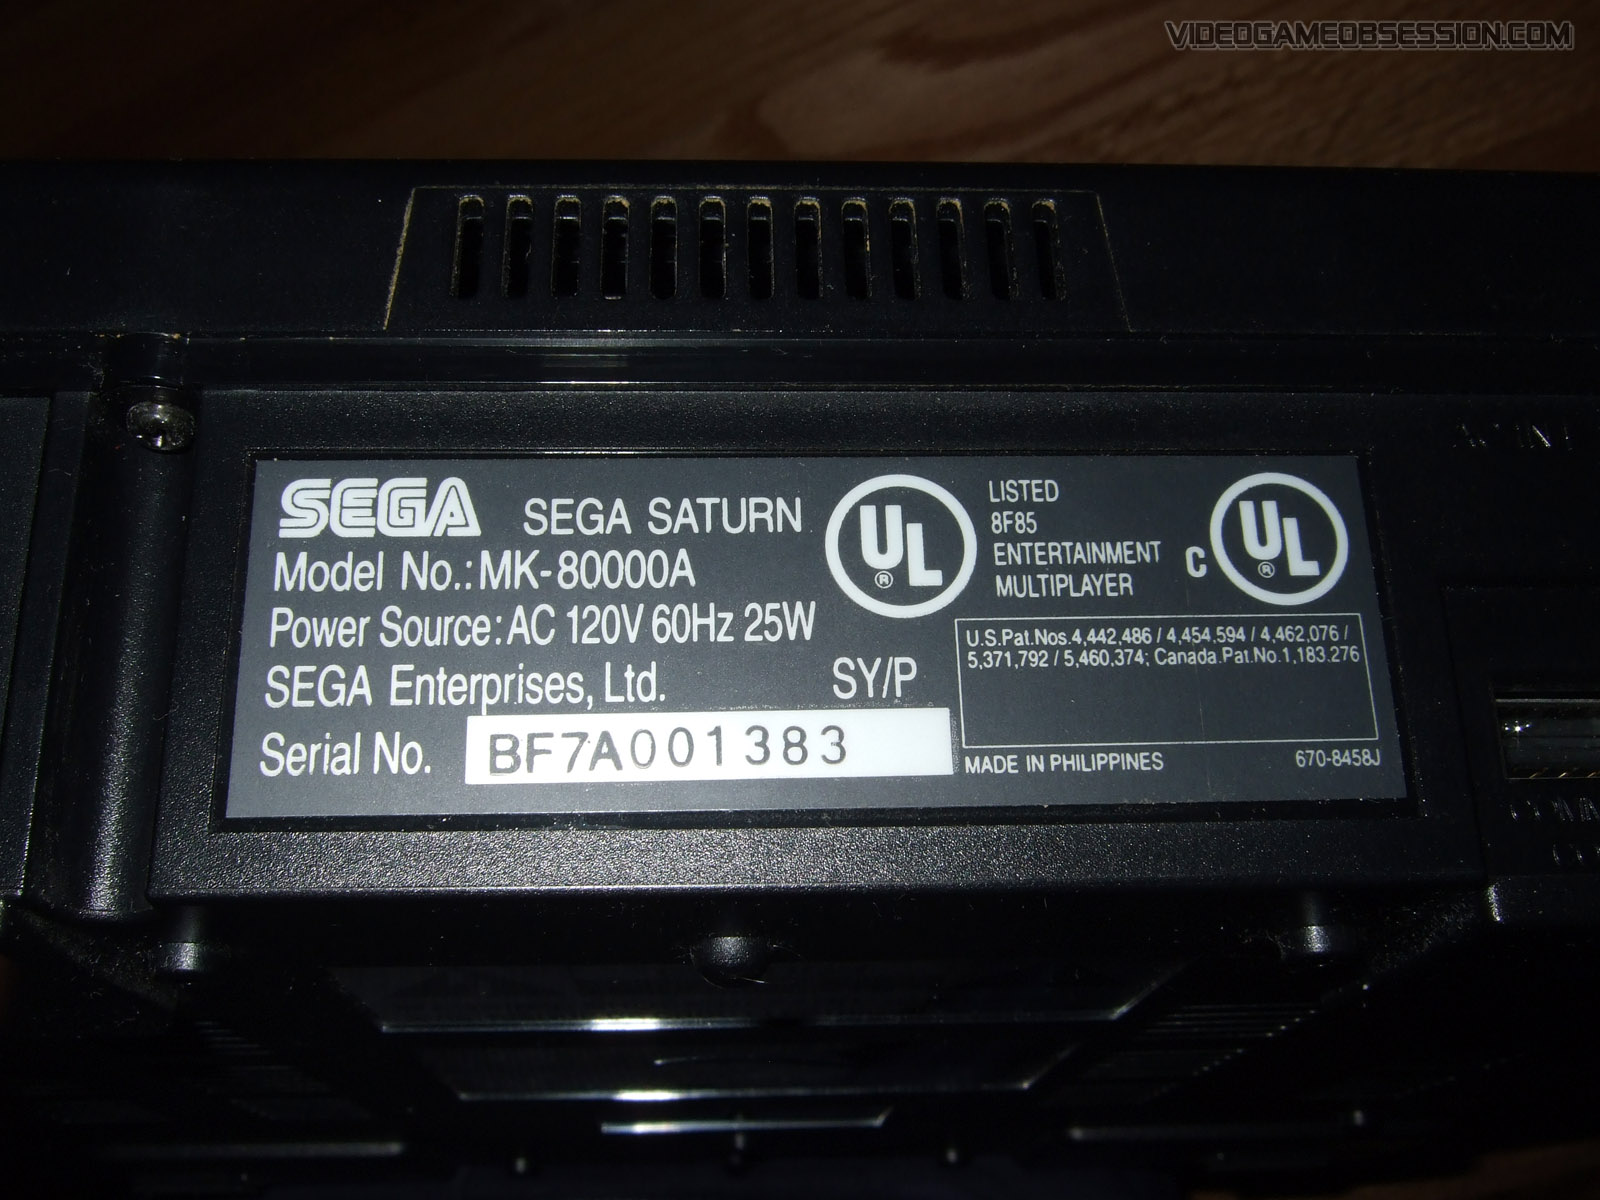 VIDEOGAMEOBSESSION.COM
SEGA SEGA SATURN
Model No.:MK-80000A
Power Source:AC 120V 60Hz 25W
SEGA Enterprises, Ltd. SY/P
Serial No. BF7A001383
UL ®
LISTED
8F85
ENTERTAINMENT
MULTIPLAYER
C UL ®
U.S.Pat.Nos.4,442,486 / 4,454,594 / 4,462,076 /
5,371,792 / 5,460,374; Canada.Pat.No.1,183.276
MADE IN PHILIPPINES 670-8458J
AC IN